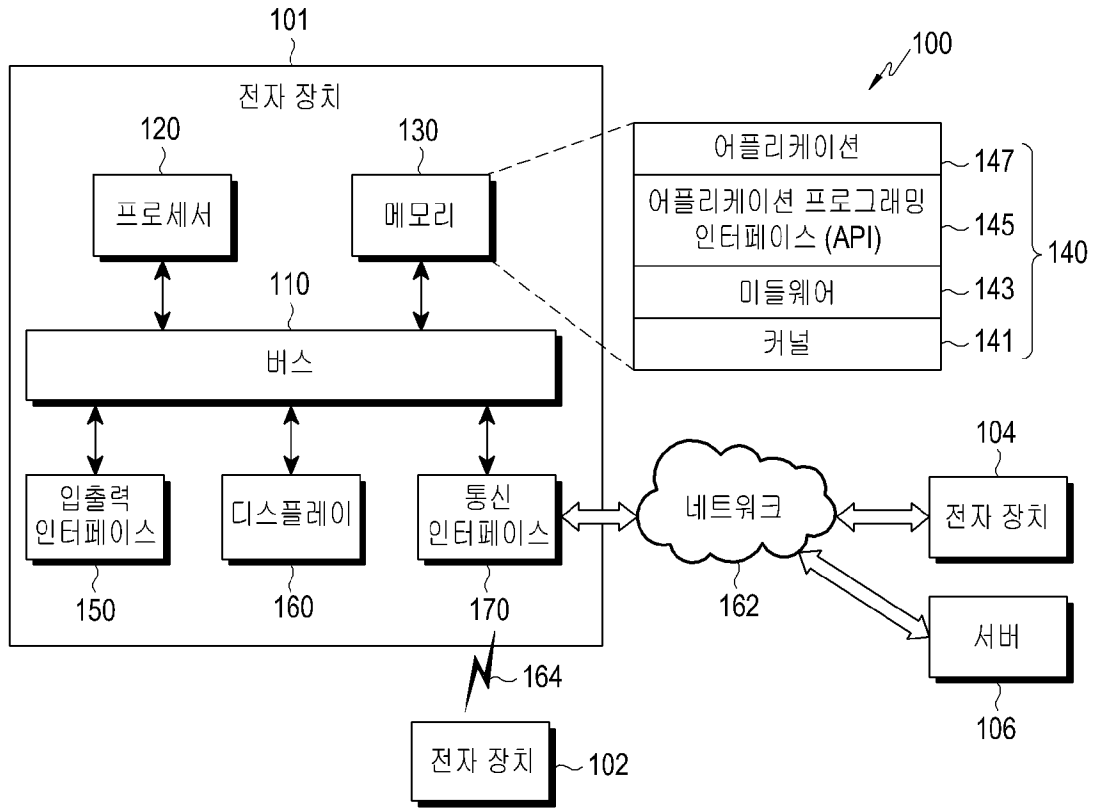 101
전자 장치
100
120
프로세서
130
메모리
어플리케이션
147
어플리케이션 프로그래밍
인터페이스 (API)
145
미들웨어
143
커널
141
140
110
버스
입출력
인터페이스
150
디스플레이
160
통신
인터페이스
170
네트워크
162
104
전자 장치
서버
106
164
전자 장치
102